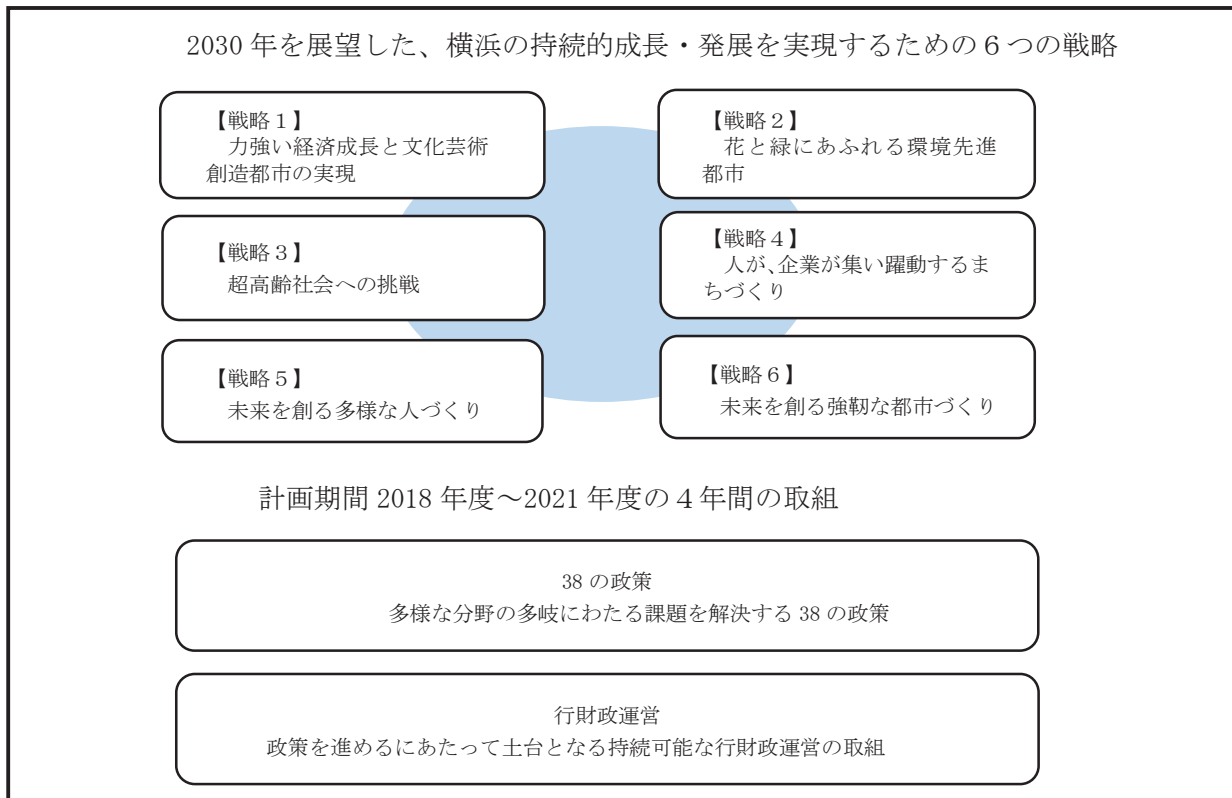 2030 年を展望した、横浜の持続的成長・発展を実現するための６つの戦略
【戦略１】
力強い経済成長と文化芸術
創造都市の実現
【戦略２】
花と緑にあふれる環境先進
都市
【戦略３】
超高齢社会への挑戦
【戦略４】
人が、企業が集い躍動するま
ちづくり
【戦略５】
未来を創る多様な人づくり
【戦略６】
未来を創る強靭な都市づくり
計画期間 2018 年度～2021 年度の４年間の取組
38 の政策
多様な分野の多岐にわたる課題を解決する 38 の政策
行財政運営
政策を進めるにあたって土台となる持続可能な行財政運営の取組